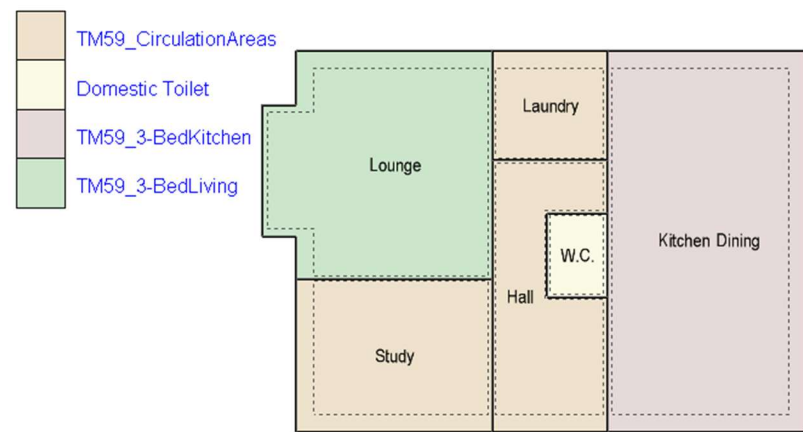 TM59_CirculationAreas
Domestic Toilet
TM59_3-BedKitchen
TM59_3-BedLiving
Laundry
Lounge
Kitchen Dining
W.C.
Hall
Study